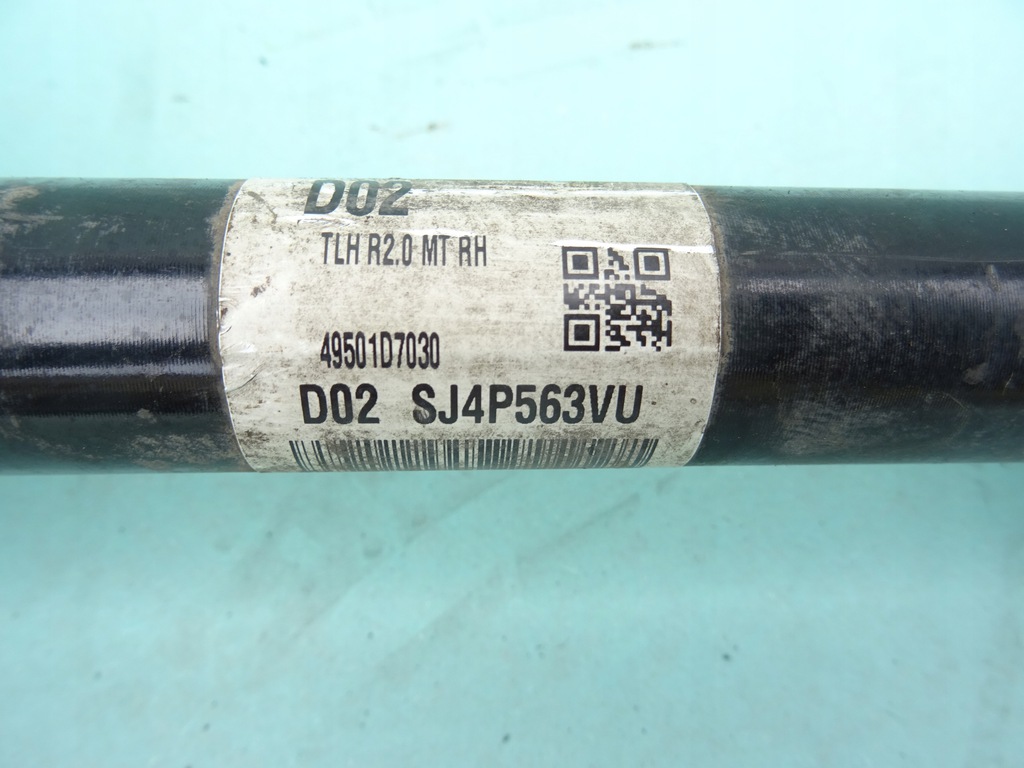 D02
TLH R2.0 MT RH
49501D7030
D02 SJ4P563VU